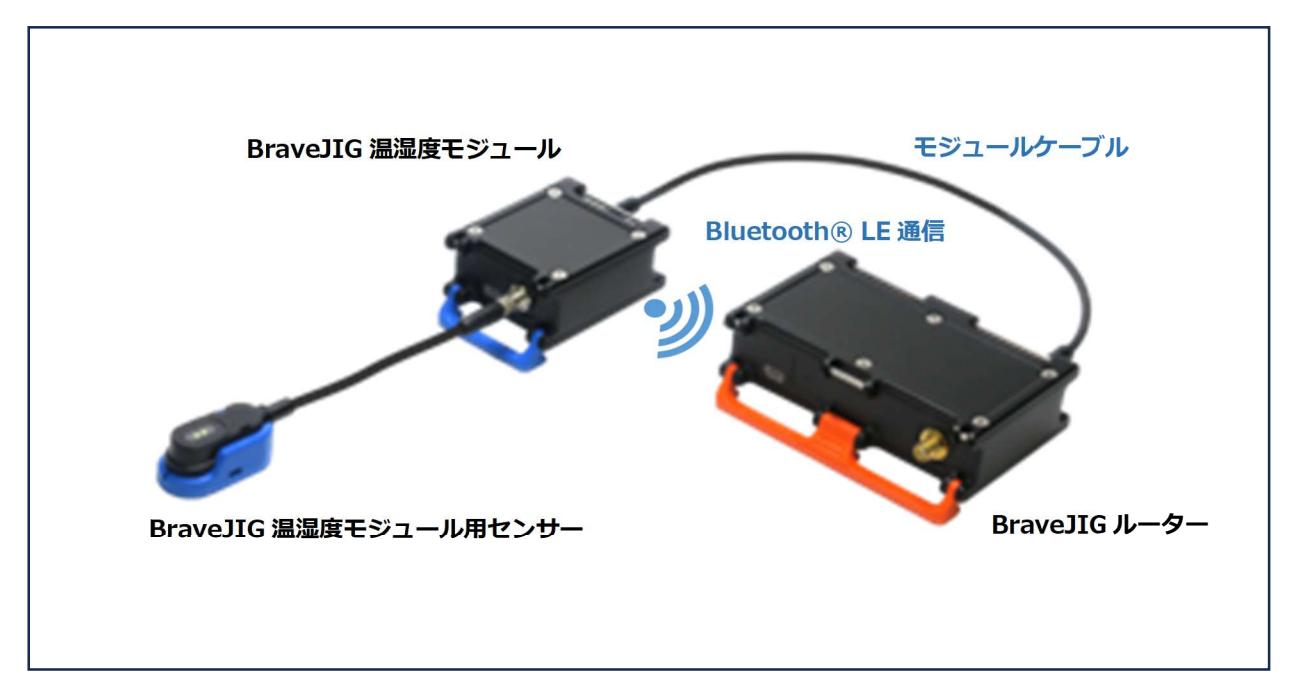 BraveJIG 温湿度モジュール
モジュールケーブル
Bluetooth® LE 通信
BraveJIG 温湿度モジュール用センサー
BraveJIG ルーター